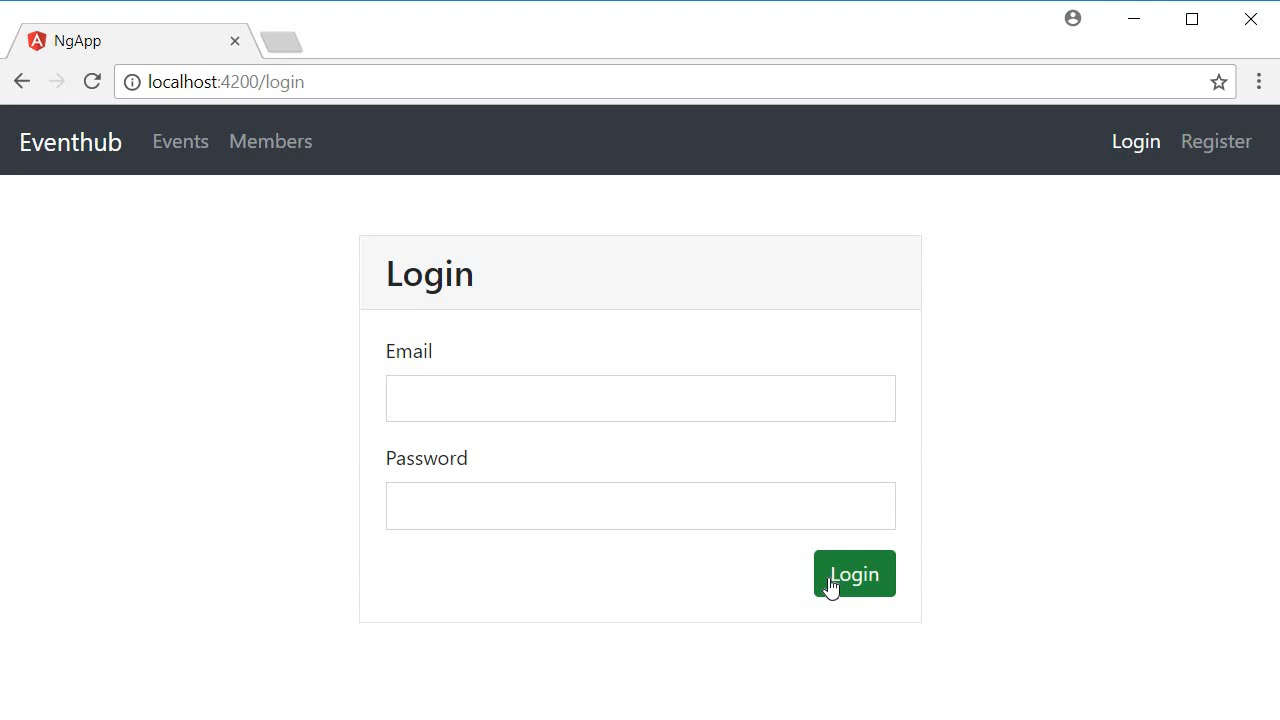 NgApp
localhost:4200/login
Eventhub Events Members Login Register
Login
Email
Password
Login